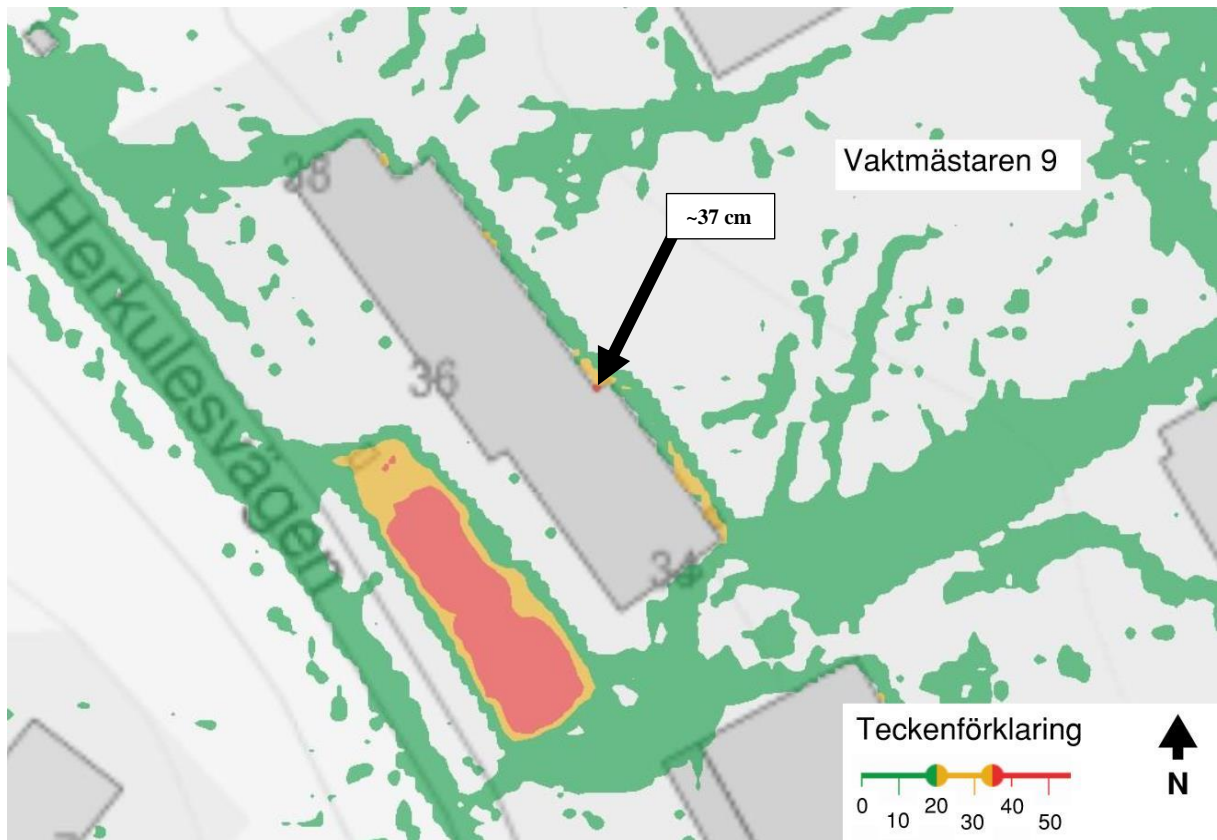 Vaktmästaren 9
38
~37 cm
Herkulesvägen
36
34
Teckenförklaring
0 10 20 30 40 50
N